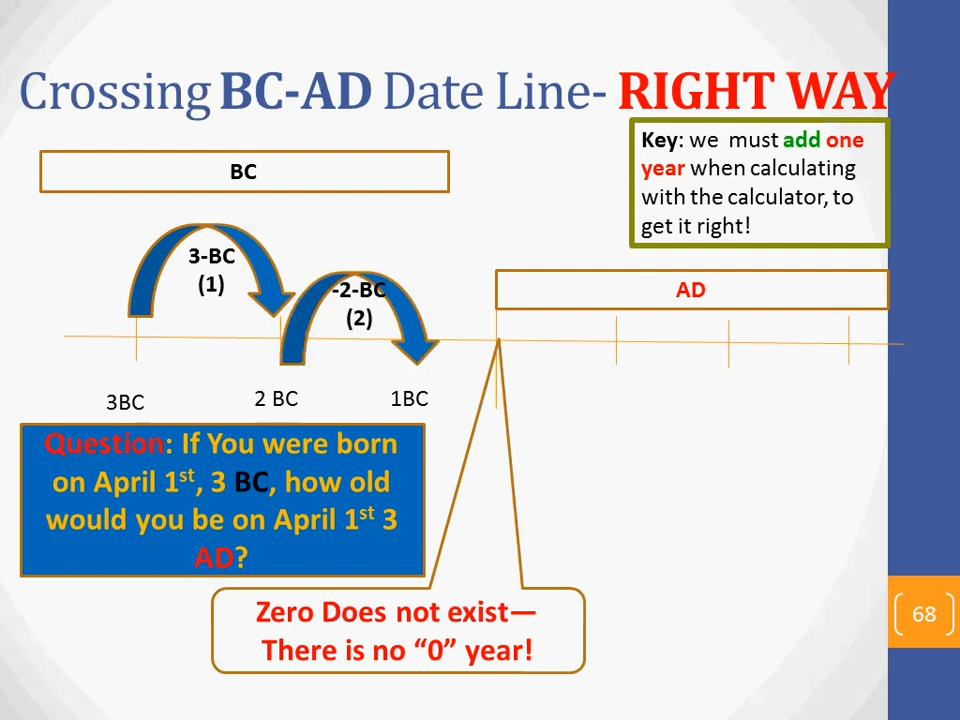 Crossing BC-AD Date Line- RIGHT WAY
Key: we must add one
year when calculating
with the calculator, to
get it right!
BC
3-BC
(1)
-2-BC
(2)
AD
3BC
2 BC
1BC
Question: If You were born
on April 1st, 3 BC, how old
would you be on April 1st 3
AD?
Zero Does not exist—
There is no “0” year!
68